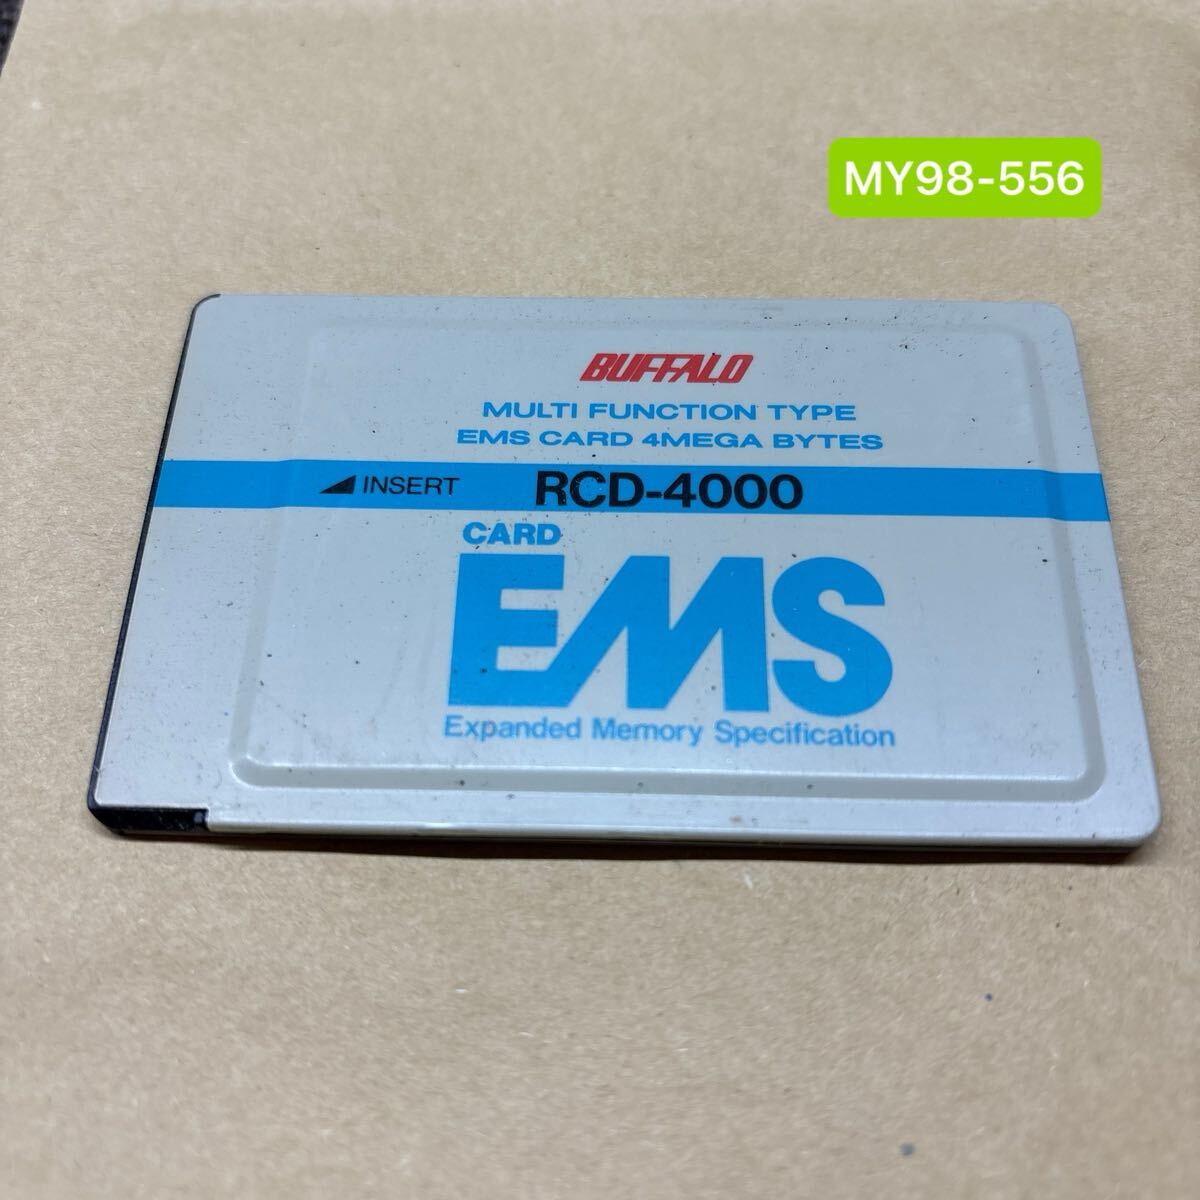 MY98-556
BUFFALO
MULTI FUNCTION TYPE
EMS CARD 4MEGA BYTES
INSERT RCD-4000
CARD
EMS
Expanded Memory Specification